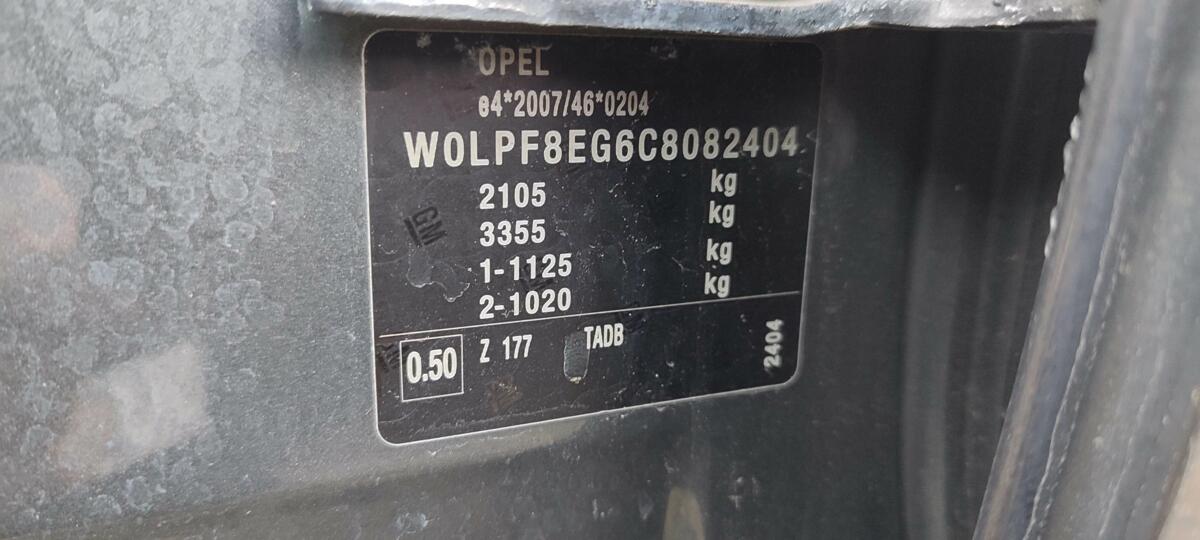 OPEL
e4*2007/46*0204
W0LPF8EG6C8082404
2105 kg
3355 kg
1-1125 kg
2-1020 kg
GM
0.50 Z 177 TADB
2404